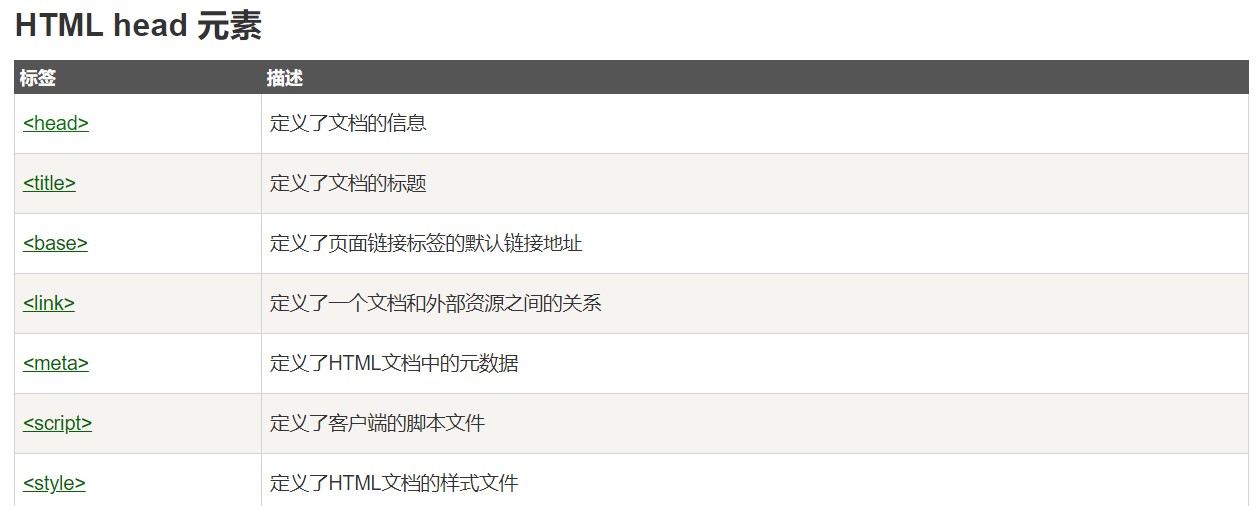 HTML head 元素
标签 描述
<head> 定义了文档的信息
<title> 定义了文档的标题
<base> 定义了页面链接标签的默认链接地址
<link> 定义了一个文档和外部资源之间的关系
<meta> 定义了HTML文档中的元数据
<script> 定义了客户端的脚本文件
<style> 定义了HTML文档的样式文件